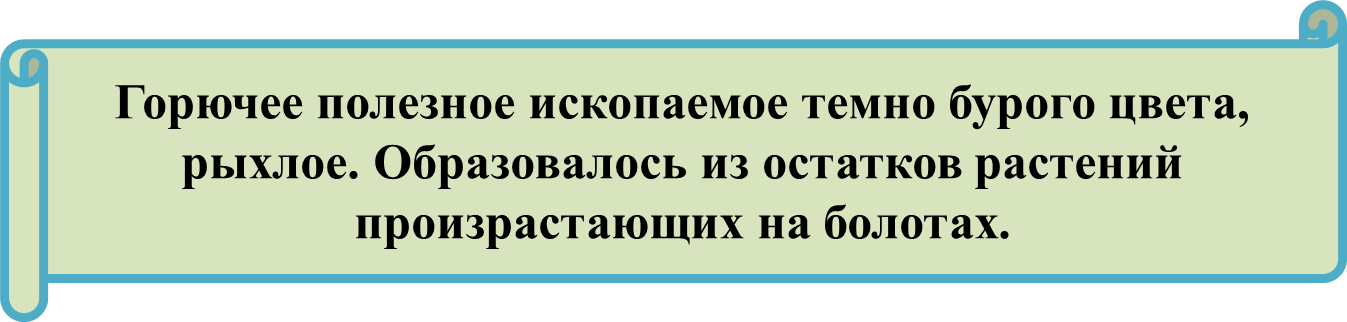 Горючее полезное ископаемое темно бурого цвета,
рыхлое. Образовалось из остатков растений
произрастающих на болотах.